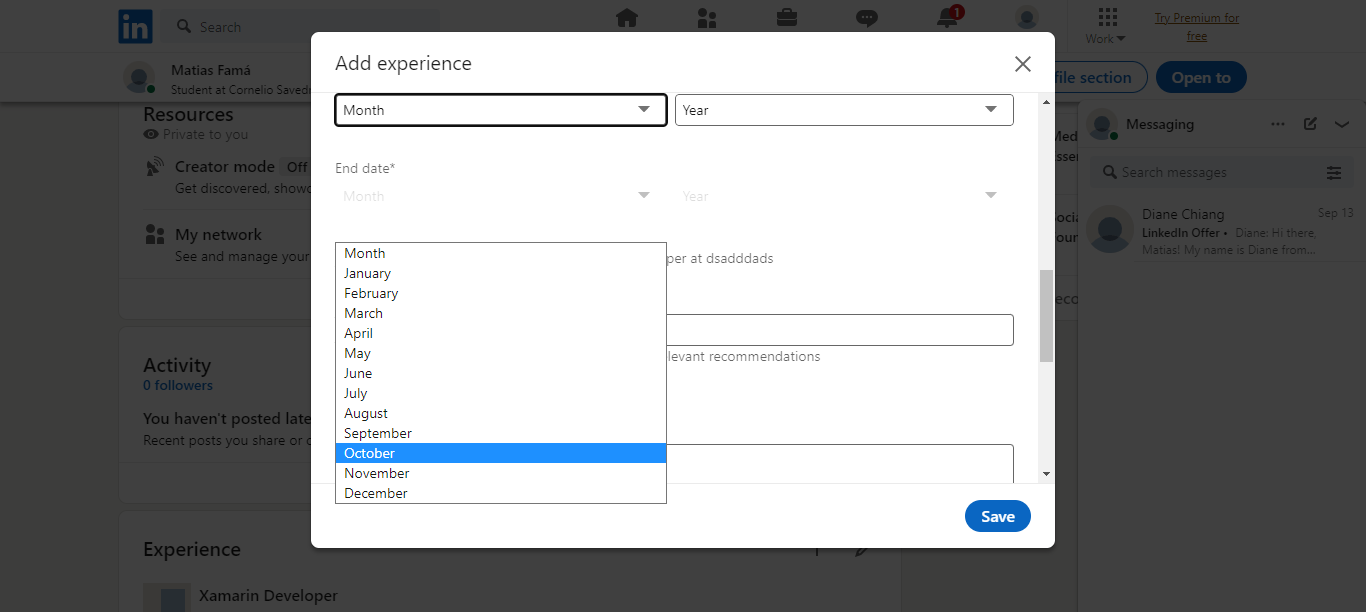 in
Search
1
Work
Try Premium for
free
Matias Famá
Student at Cornelio Saved
file section
Open to
Resources
Private to you
Creator mode Off
Get discovered, show
My network
See and manage your
Activity
0 followers
You haven't posted late
Recent posts you share or
Experience
Xamarin Developer
Add experience
Month
Year
End date*
Month
Year
per at dsadddads
levant recommendations
Month
January
February
March
April
May
June
July
August
September
October
November
December
Save
Messaging
Search messages
Diane Chiang
Sep 13
LinkedIn Offer • Diane: Hi there,
Matias! My name is Diane from...